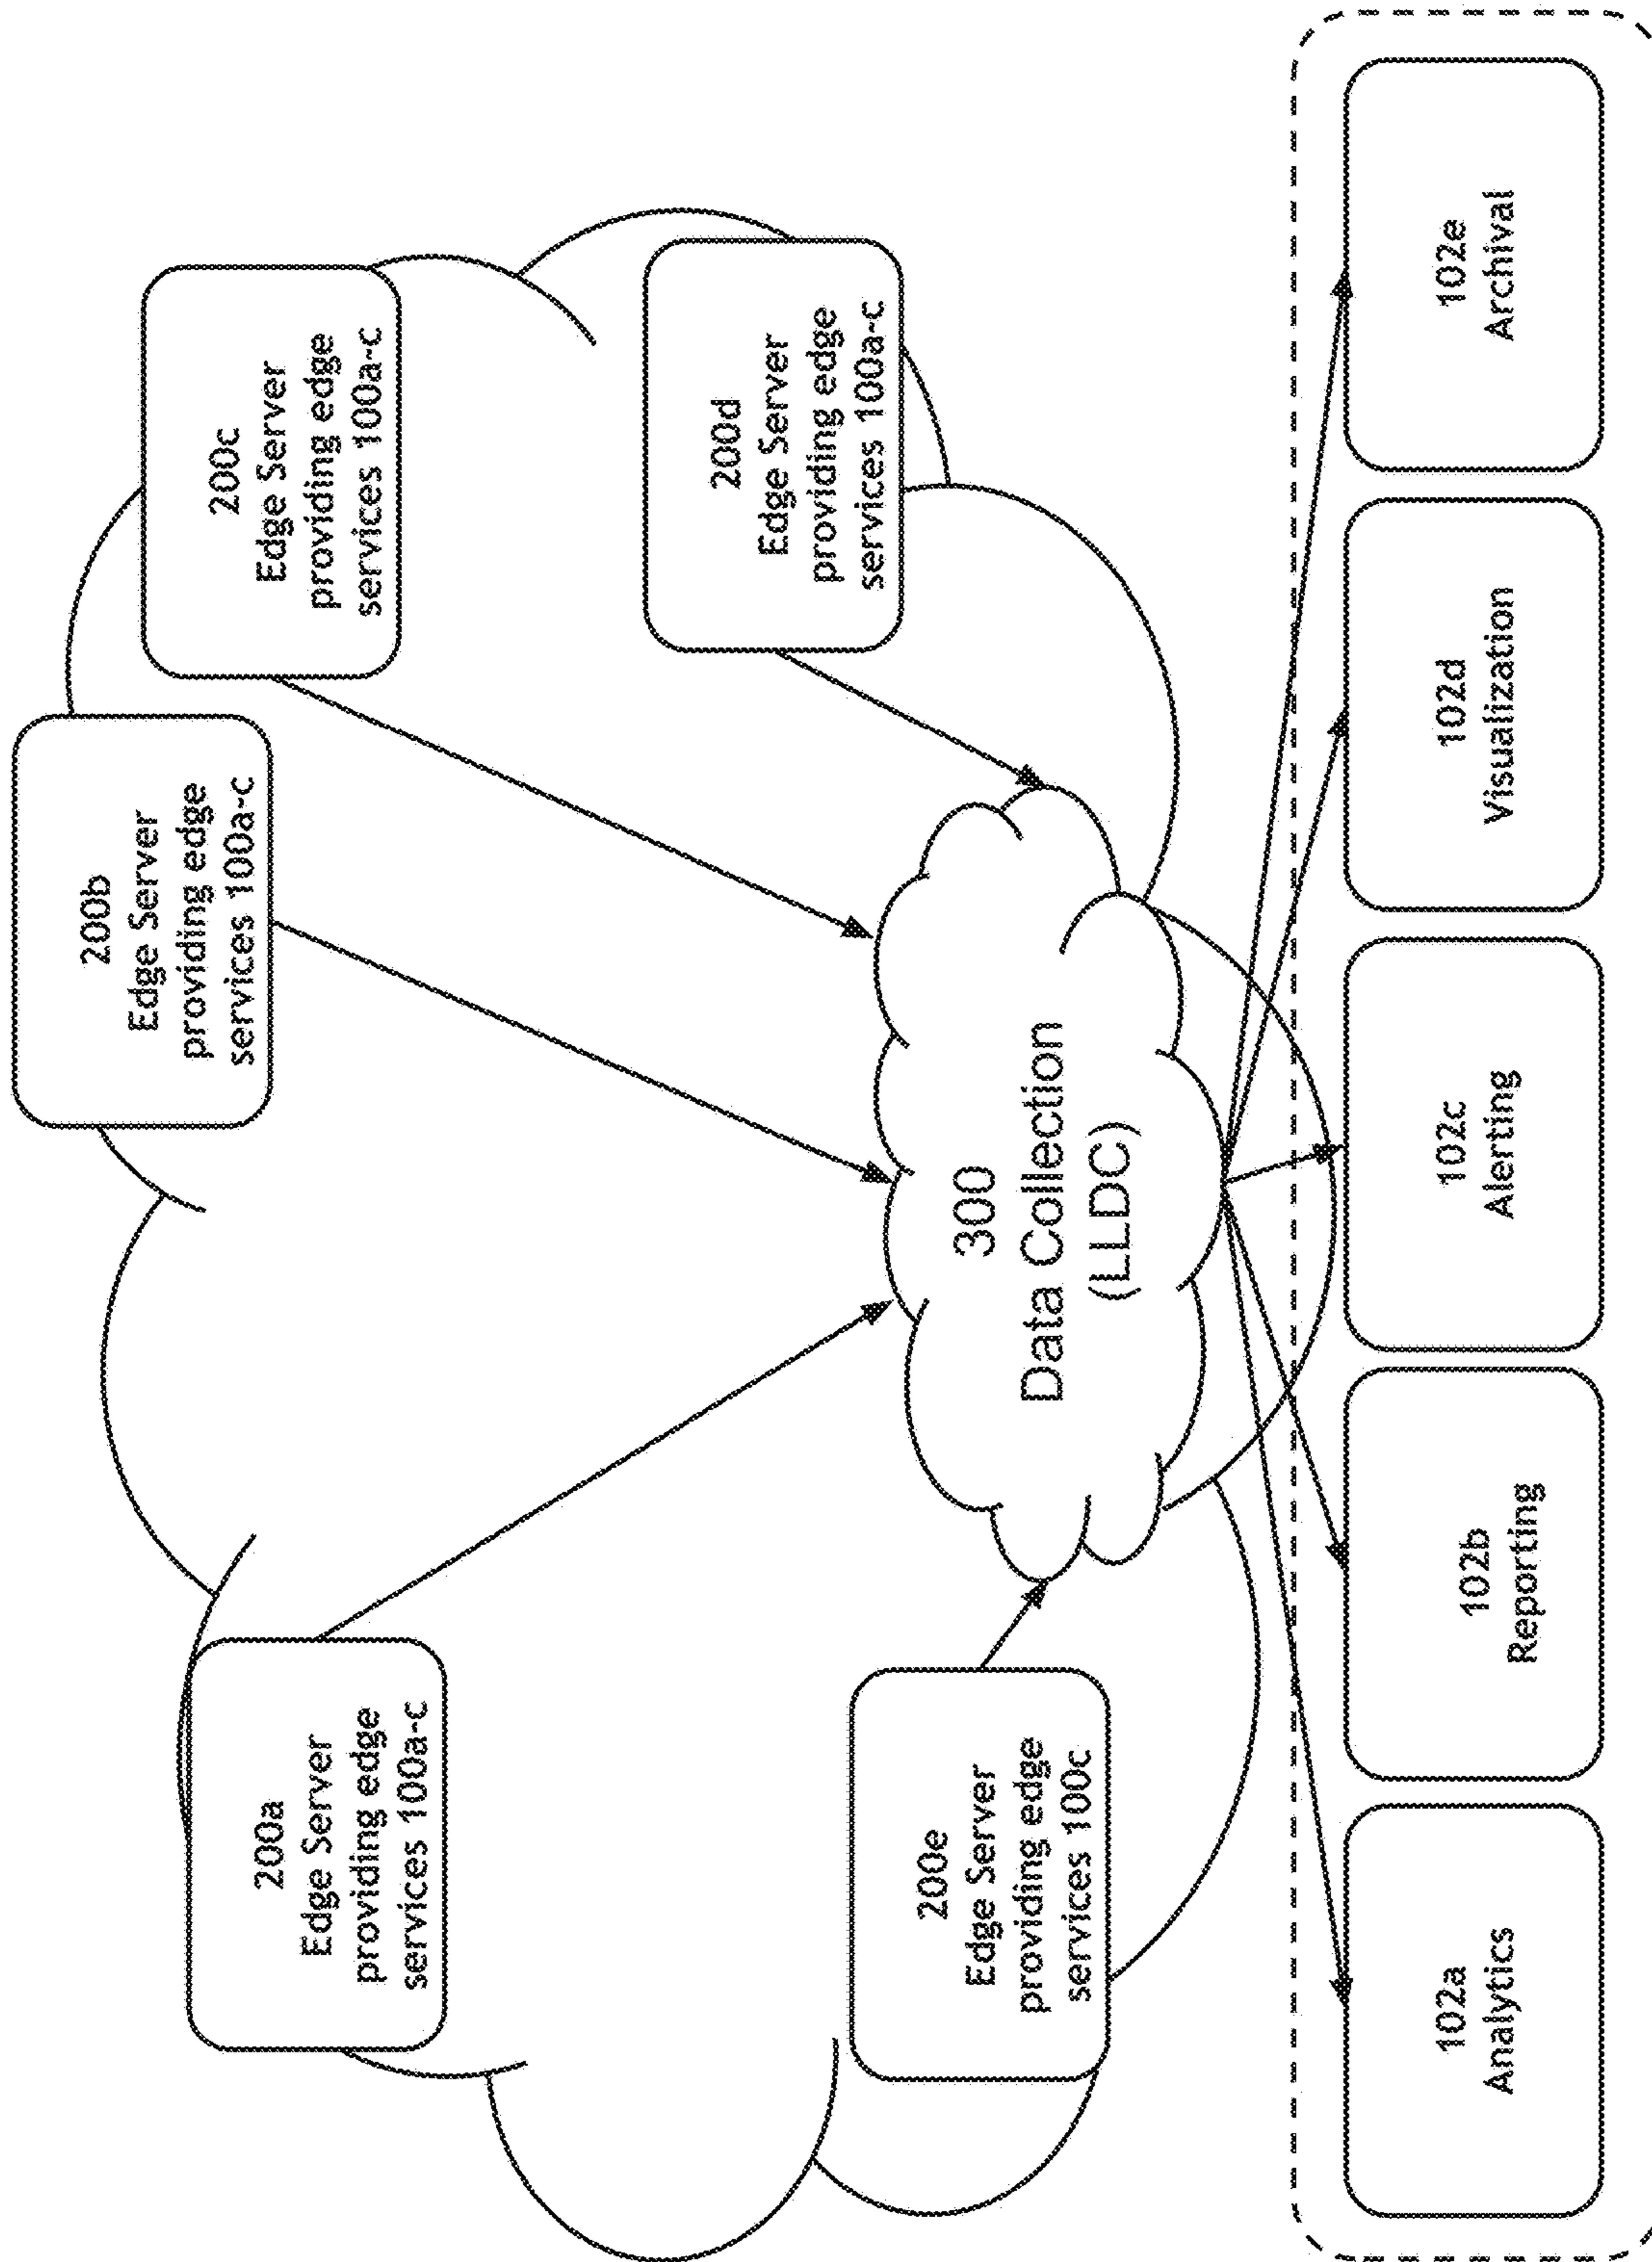 200a
Edge Server
providing edge
services 100a-c
200b
Edge Server
providing edge
services 100a-c
200c
Edge Server
providing edge
services 100a-c
200d
Edge Server
providing edge
services 100a-c
200e
Edge Server
providing edge
services 100c
300
Data Collection
(LLDC)
102a
Analytics
102b
Reporting
102c
Alerting
102d
Visualization
102e
Archival